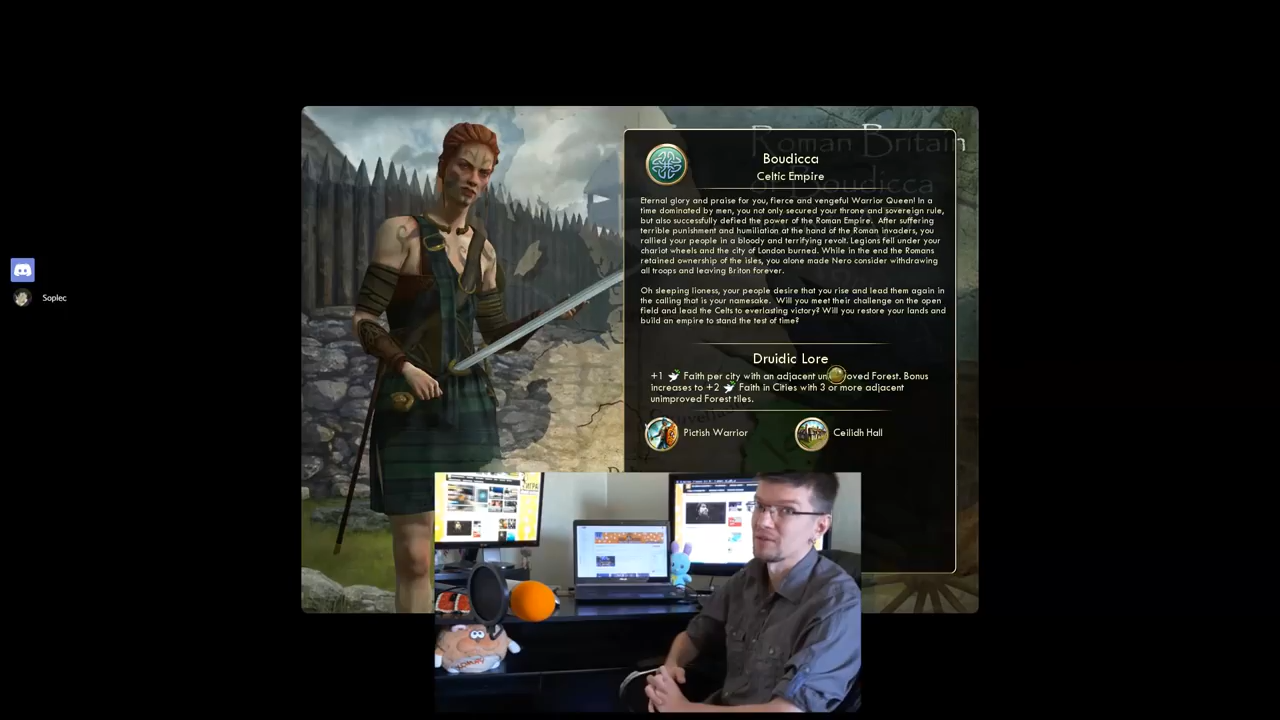 Roman Britain
of Boudicca
Boudicca
Celtic Empire
Eternal glory and praise for you, fierce and vengeful Warrior Queen! In a
time dominated by men, you not only secured your throne and sovereign rule,
but also successfully defied the power of the Roman Empire. After suffering
terrible punishment and humiliation at the hand of the Roman invaders, you
rallied your people in a bloody and terrifying revolt. Legions fell under your
chariot wheels and the city of London burned. While in the end the Romans
retained ownership of the isles, you alone made Nero consider withdrawing
all troops and leaving Briton forever.
Oh sleeping lioness, your people desire that you rise and lead them again in
the calling that is your namesake. Will you meet their challenge on the open
field and lead the Celts to everlasting victory? Will you restore your lands and
build an empire to stand the test of time?
Soplec
Druidic Lore
+1 Faith per city with an adjacent unimproved Forest. Bonus
increases to +2 Faith in Cities with 3 or more adjacent
unimproved Forest tiles.
Pictish Warrior
Ceilidh Hall